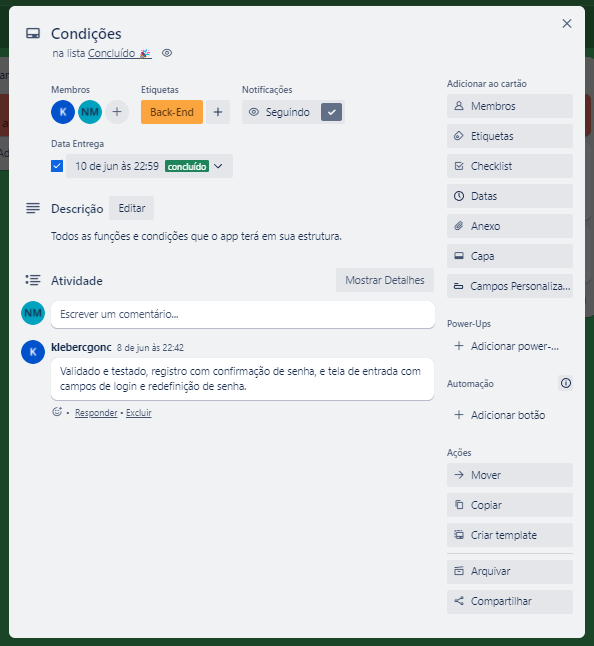 Condições
na lista Concluído 🎉
Membros
Etiquetas
Notificações
K
NM
Back-End
Seguindo
Data Entrega
10 de jun às 22:59 concluído
Descrição
Editar
Todos as funções e condições que o app terá em sua estrutura.
Atividade
Mostrar Detalhes
NM
Escrever um comentário...
K
klebercgonc 8 de jun às 22:42
Validado e testado, registro com confirmação de senha, e tela de entrada com
campos de login e redefinição de senha.
• Responder • Excluir
Adicionar ao cartão
Membros
Etiquetas
Checklist
Datas
Anexo
Capa
Campos Personaliza...
Power-Ups
Adicionar power-...
Automação
Adicionar botão
Ações
Mover
Copiar
Criar template
Arquivar
Compartilhar